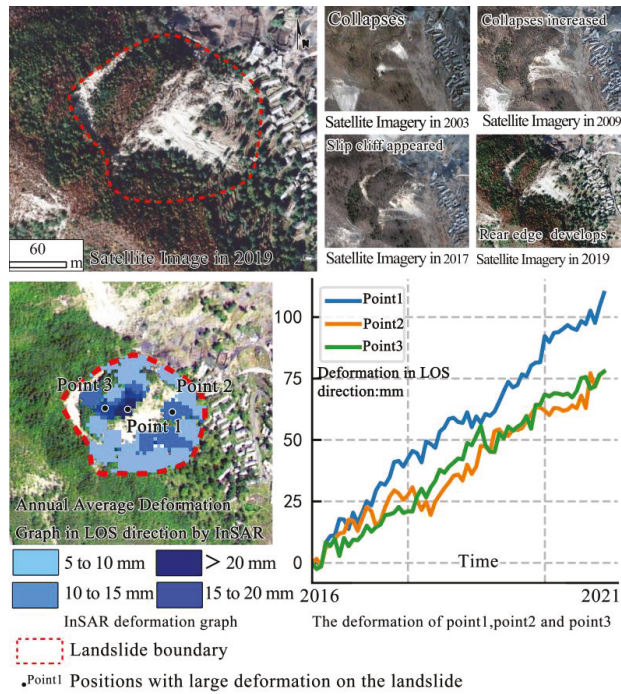 N
60
m
Satellite Image in 2019
Collapses
Satellite Imagery in 2003
Collapses increased
Satellite Imagery in 2009
Slip cliff appeared
Satellite Imagery in 2017
Rear edge develops
Satellite Imagery in 2019
Point 3
Point 2
Point 1
Annual Average Deformation
Graph in LOS direction by InSAR
5 to 10 mm
> 20 mm
10 to 15 mm
15 to 20 mm
InSAR deformation graph
Point1
Point2
Point3
Deformation in LOS
direction:mm
100
75
50
25
0
Time
2016
2021
The deformation of point1,point2 and point3
Landslide boundary
Point1 Positions with large deformation on the landslide